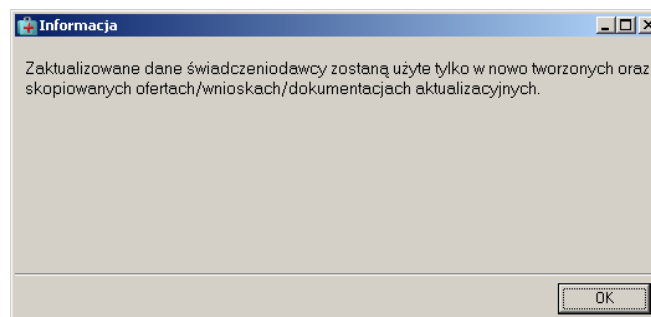 Informacja
Zaktualizowane dane świadczeniodawcy zostaną użyte tylko w nowo tworzonych oraz
skopiowanych ofertach/wnioskach/dokumentacjach aktualizacyjnych.
OK